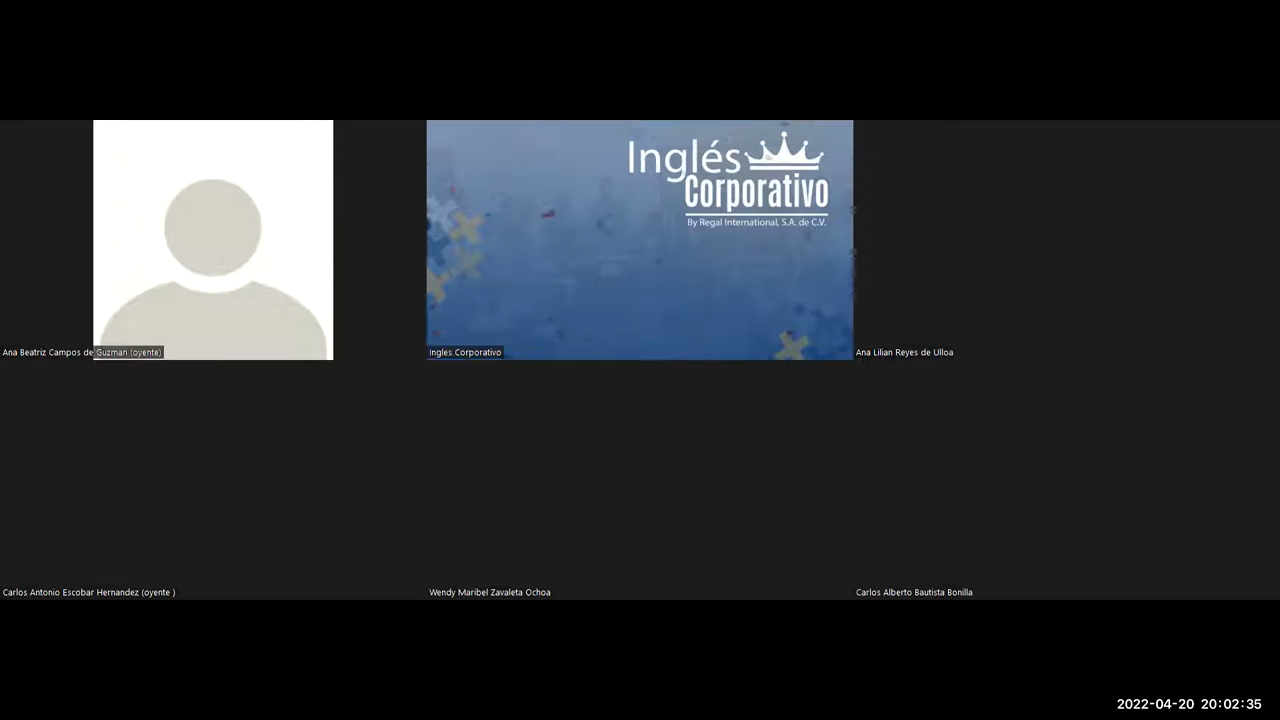 Inglés
Corporativo
By Regal International, S.A. de C.V.
Ana Beatriz Campos de Guzman (oyente)
Ingles Corporativo
Ana Lilian Reyes de Ulloa
Carlos Antonio Escobar Hernandez (oyente )
Wendy Maribel Zavaleta Ochoa
Carlos Alberto Bautista Bonilla
2022-04-20 20:02:35